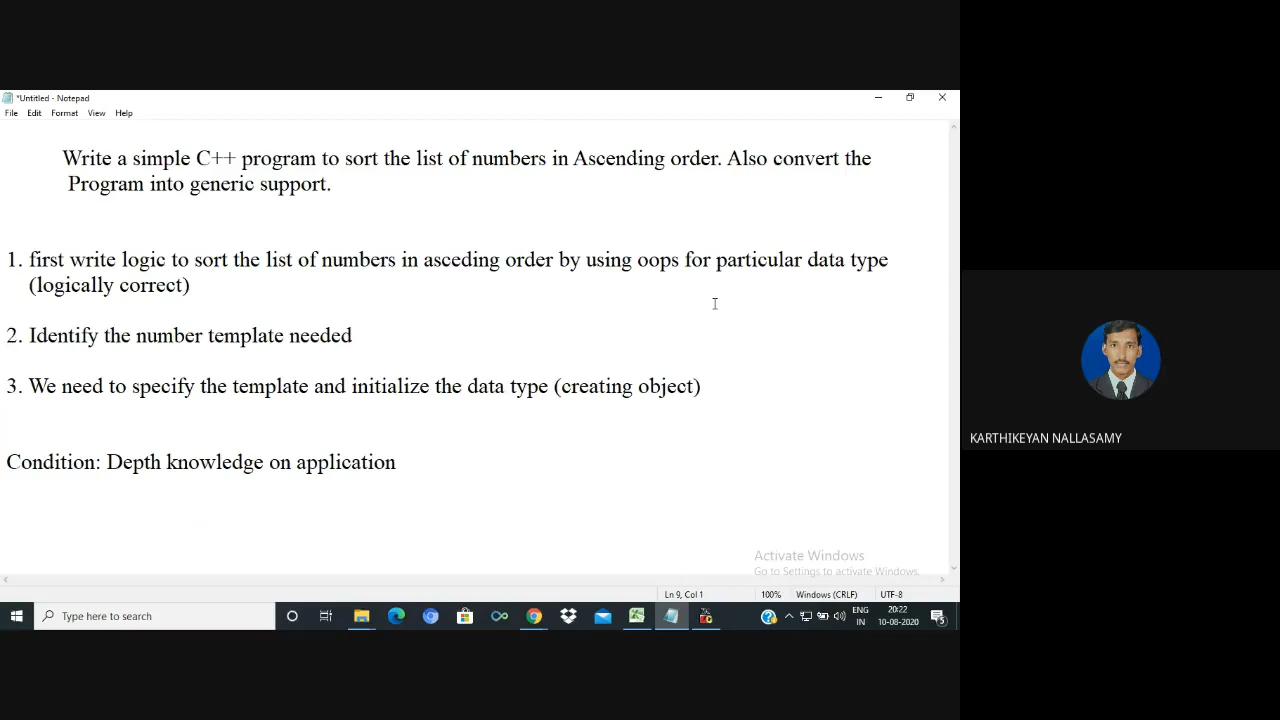 *Untitled - Notepad
File Edit Format View Help
Write a simple C++ program to sort the list of numbers in Ascending order. Also convert the
Program into generic support.
1. first write logic to sort the list of numbers in asceding order by using oops for particular data type
(logically correct)
2. Identify the number template needed
3. We need to specify the template and initialize the data type (creating object)
Condition: Depth knowledge on application
KARTHIKEYAN NALLASAMY
Activate Windows
Go to Settings to activate Windows.
Ln 9, Col 1 100% Windows (CRLF) UTF-8
Type here to search
ENG 20:22
IN 10-08-2020
5